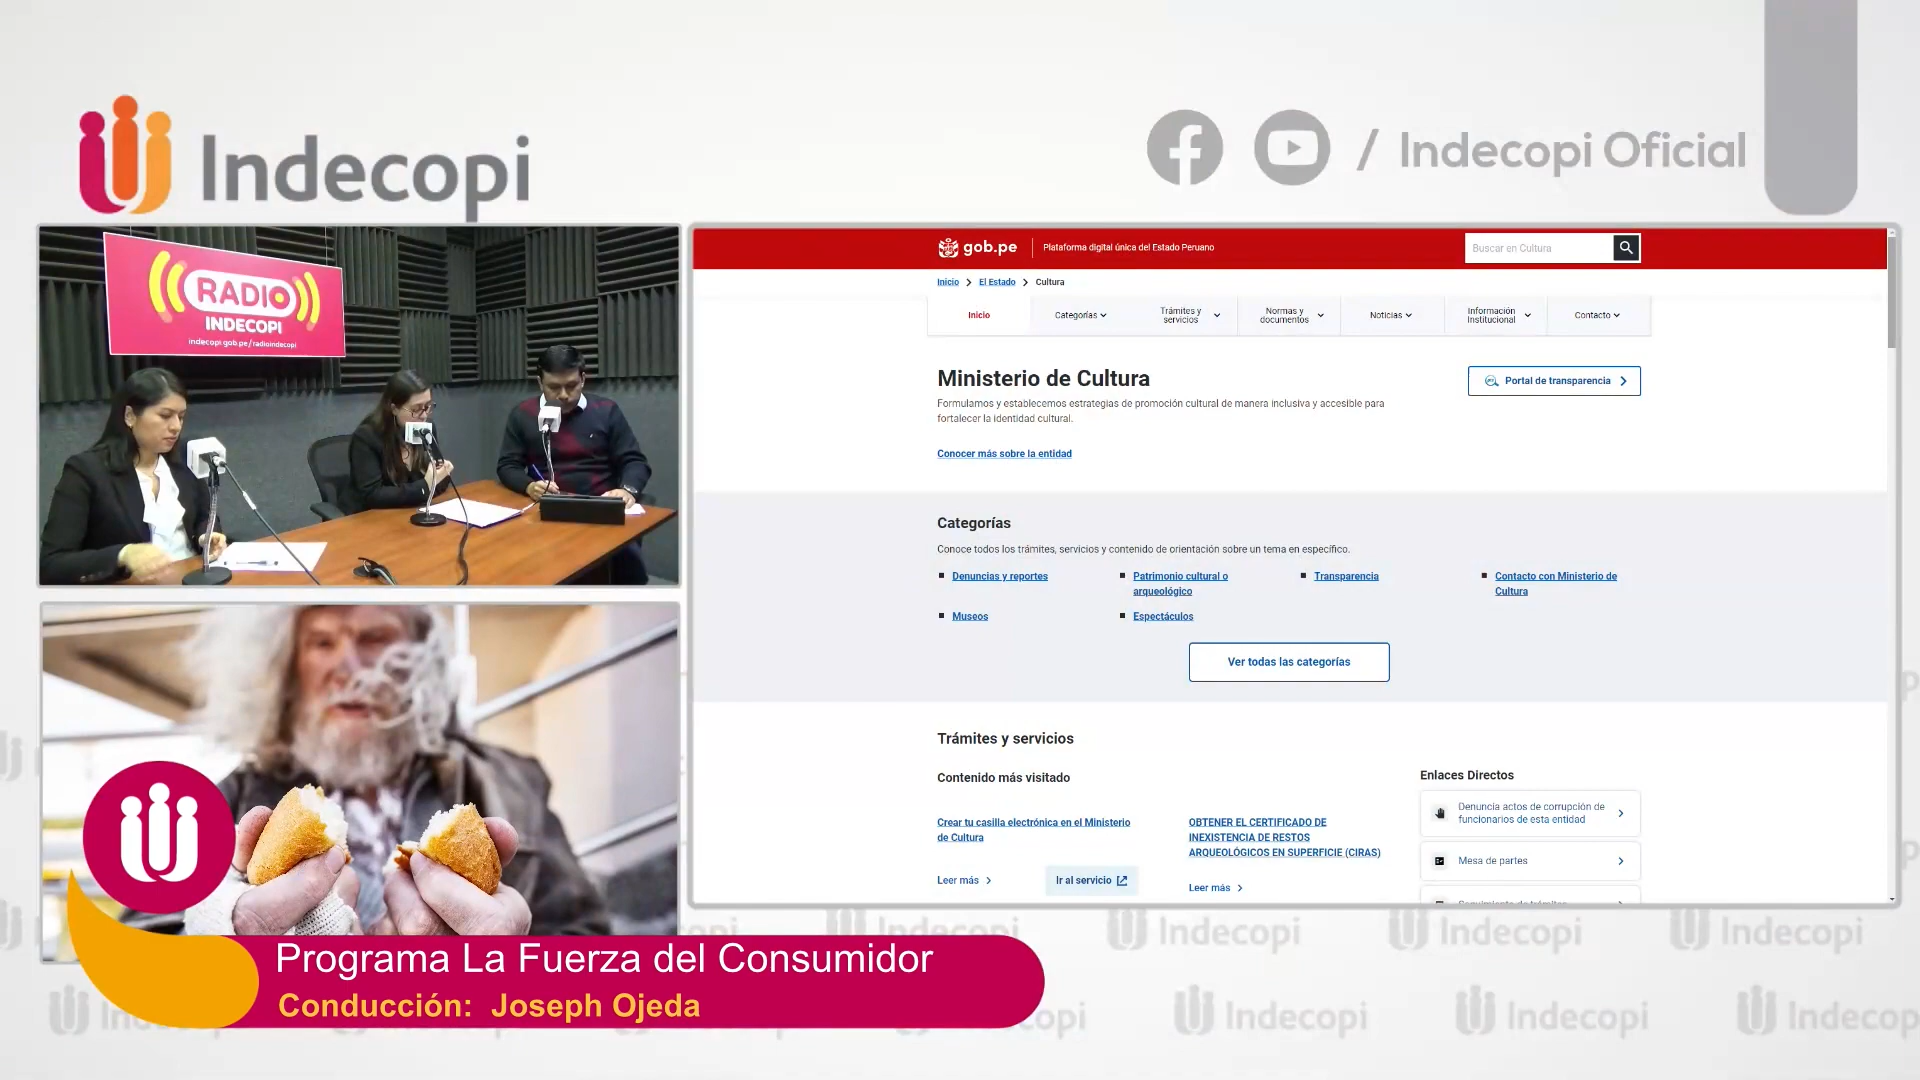 Indecopi
/ Indecopi Oficial
RADIO
INDECOPI
indecopi.gob.pe/radioindecopi
gob.pe
Plataforma digital única del Estado Peruano
Buscar en Cultura
Inicio
El Estado
Cultura
Inicio
Categorías
Trámites y
servicios
Normas y
documentos
Noticias
Información
Institucional
Contacto
Ministerio de Cultura
Formulamos y establecemos estrategias de promoción cultural de manera inclusiva y accesible para
fortalecer la identidad cultural.
Portal de transparencia
Conocer más sobre la entidad
Categorías
Conoce todos los trámites, servicios y contenido de orientación sobre un tema en específico.
Denuncias y reportes
Patrimonio cultural o
arqueológico
Transparencia
Contacto con Ministerio de
Cultura
Museos
Espectáculos
Ver todas las categorías
Trámites y servicios
Contenido más visitado
Crear tu casilla electrónica en el Ministerio
de Cultura
Leer más
Ir al servicio
OBTENER EL CERTIFICADO DE
INEXISTENCIA DE RESTOS
ARQUEOLÓGICOS EN SUPERFICIE (CIRAS)
Leer más
Enlaces Directos
Denuncia actos de corrupción de
funcionarios de esta entidad
Mesa de partes
Programa La Fuerza del Consumidor
Conducción: Joseph Ojeda
Indecopi
Indecopi
Indecopi
Indecopi
Indecopi
Indecopi